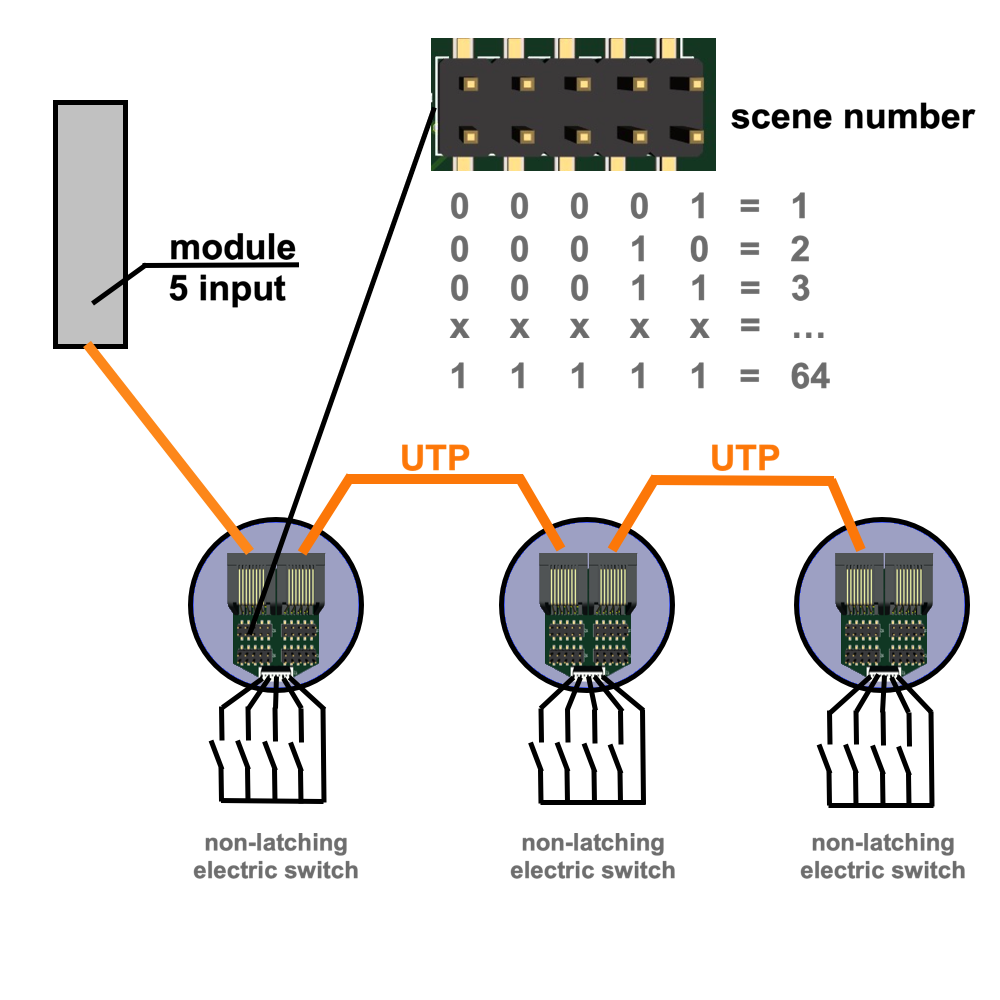 scene number
0 0 0 0 1 = 1
0 0 0 1 0 = 2
0 0 0 1 1 = 3
x x x x x = ...
1 1 1 1 1 = 64
module
5 input
UTP
UTP
non-latching
electric switch
non-latching
electric switch
non-latching
electric switch